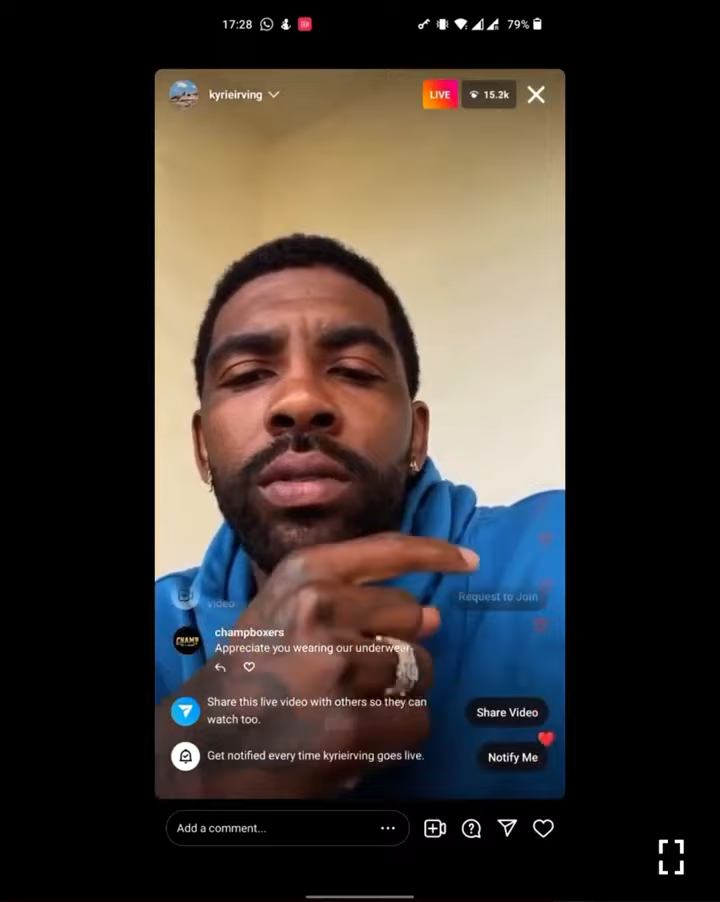 17:28
79%
kyrieirving
LIVE
15.2k
video
Request to Join
CHAMP
champboxers
Appreciate you wearing our underwear
Share this live video with others so they can
watch too.
Share Video
Get notified every time kyrieirving goes live.
Notify Me
Add a comment...